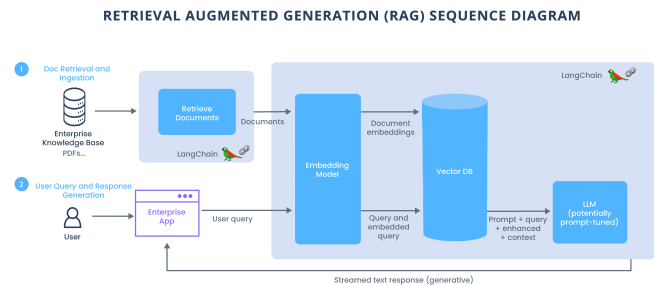 RETRIEVAL AUGMENTED GENERATION (RAG) SEQUENCE DIAGRAM
1
Doc Retrieval and
Ingestion
Enterprise
Knowledge Base
PDFs...
Retrieve
Documents
LangChain
Documents
LangChain
Embedding
Model
Document
embeddings
Vector DB
2
User Query and Response
Generation
User
Enterprise
App
User query
Query and
embedded
query
Prompt + query
+ enhanced
+ context
LLM
(potentially
prompt-tuned)
Streamed text response (generative)